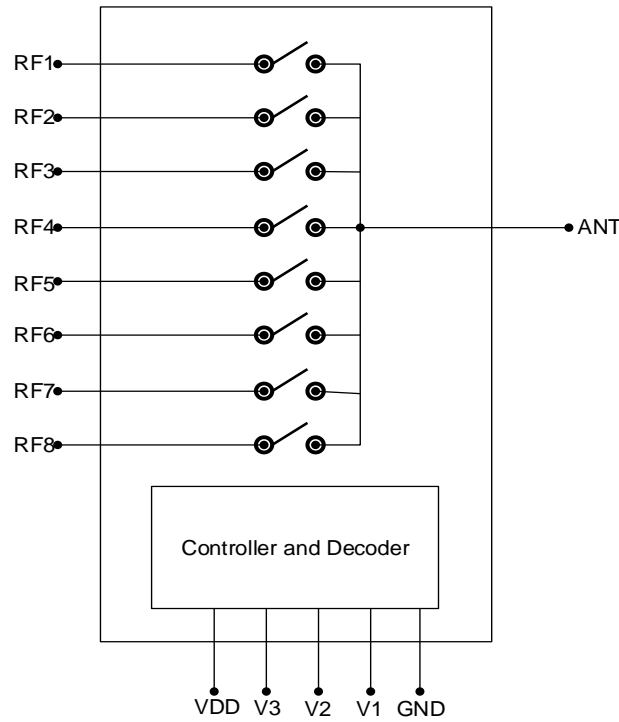 RF1
RF2
RF3
RF4
ANT
RF5
RF6
RF7
RF8
Controller and Decoder
VDD V3 V2 V1 GND